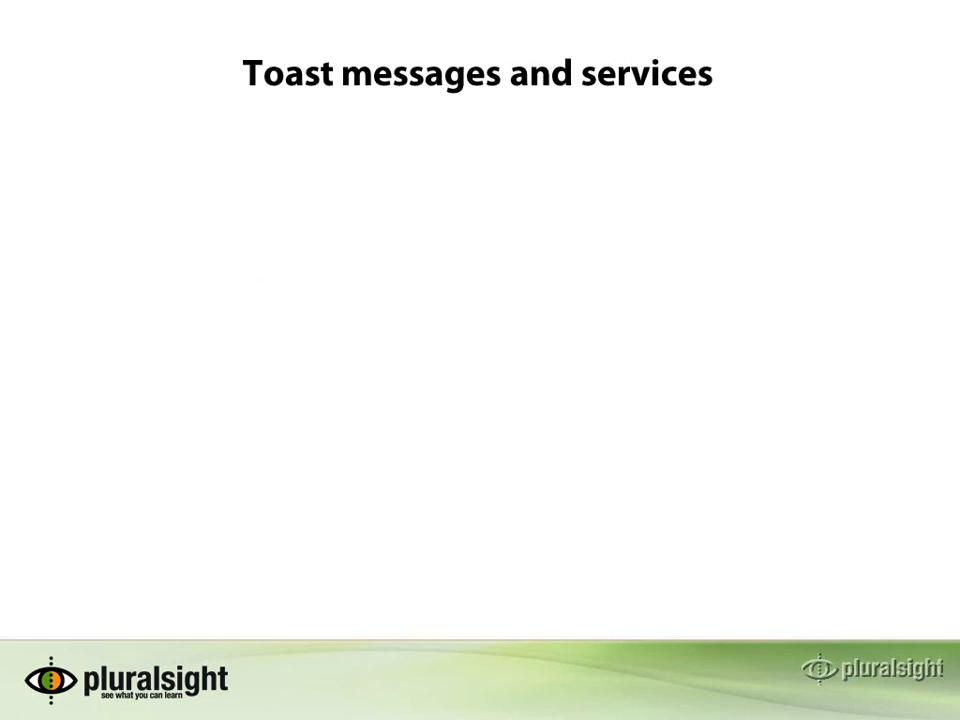 Toast messages and services
pluralsight
see what you can learn
pluralsight